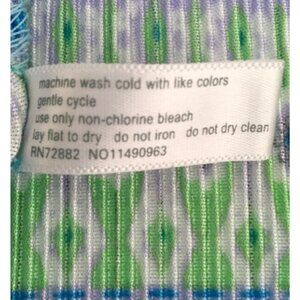 machine wash cold with like colors
gentle cycle
use only non-chlorine bleach
lay flat to dry do not iron do not dry clean
RN72882 NO11490963